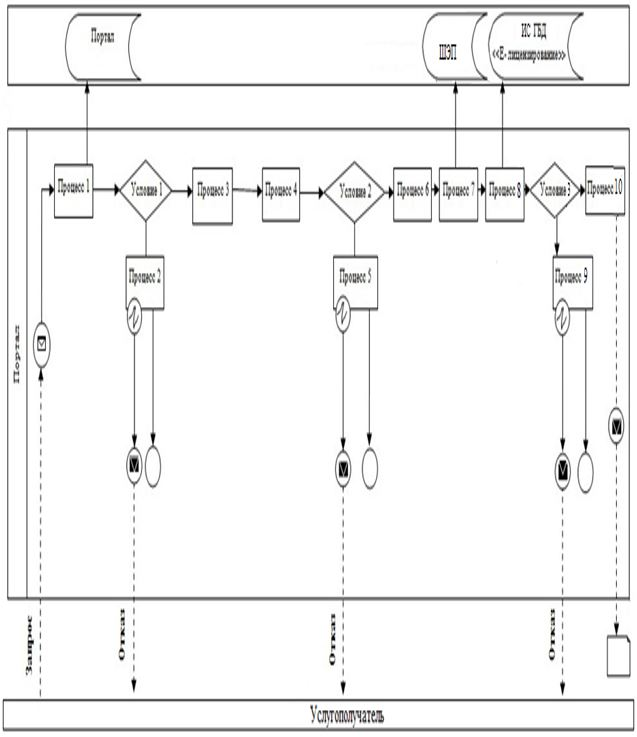 Портал
ШЭП
ИС ГБД
<<Е- лицензирование>>
Процесс 1
Условие 1
Процесс 3
Процесс 4
Условие 2
Процесс 6
Процесс 7
Процесс 8
Условие 3
Процесс 10
Процесс 2
Процесс 5
Процесс 9
Портал
Запрос
Отказ
Отказ
Отказ
Услугополучатель